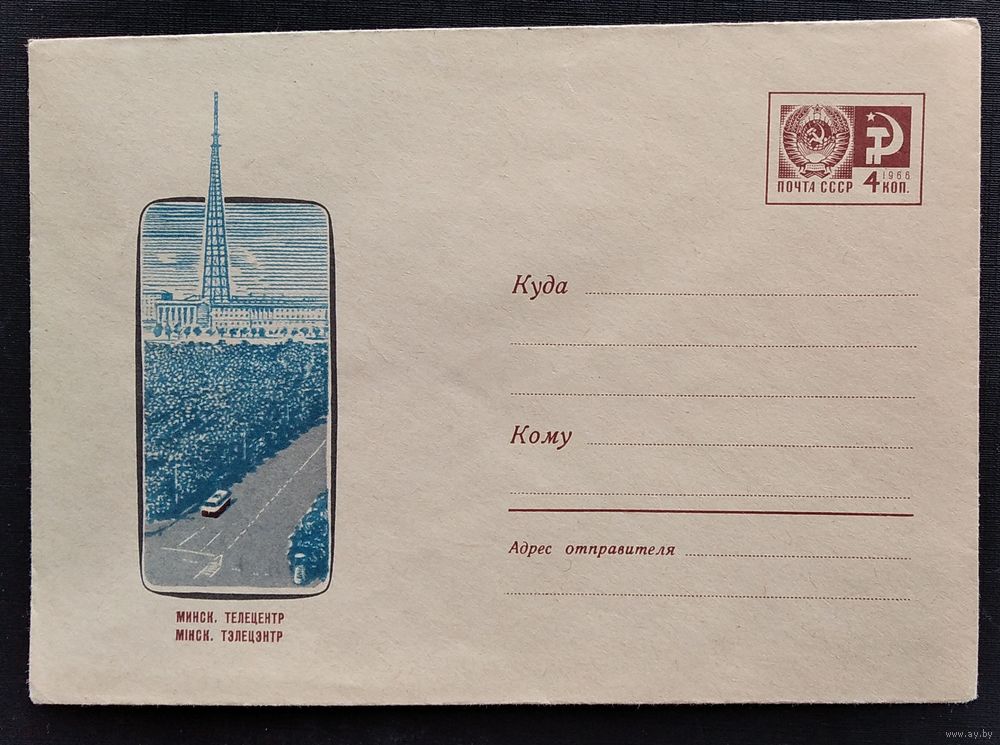 1966
ПОЧТА СССР 4 КОП.
Куда
Кому
Адрес отправителя
МИНСК. ТЕЛЕЦЕНТР
МІНСК. ТЭЛЕЦЭНТР
www.ay.by